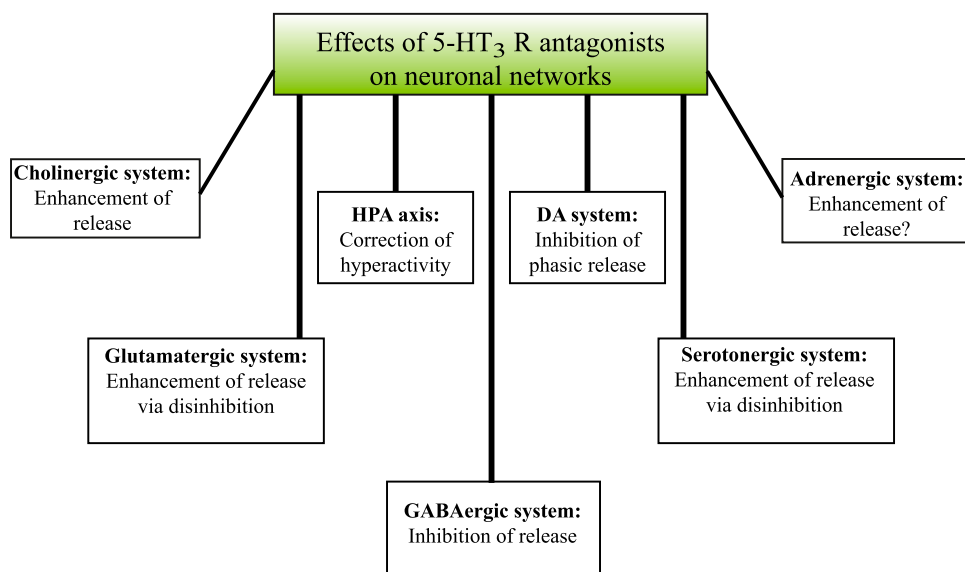 Effects of 5-HT3 R antagonists
on neuronal networks
Cholinergic system:
Enhancement of
release
Adrenergic system:
Enhancement of
release?
HPA axis:
Correction of
hyperactivity
DA system:
Inhibition of
phasic release
Glutamatergic system:
Enhancement of release
via disinhibition
Serotonergic system:
Enhancement of release
via disinhibition
GABAergic system:
Inhibition of release